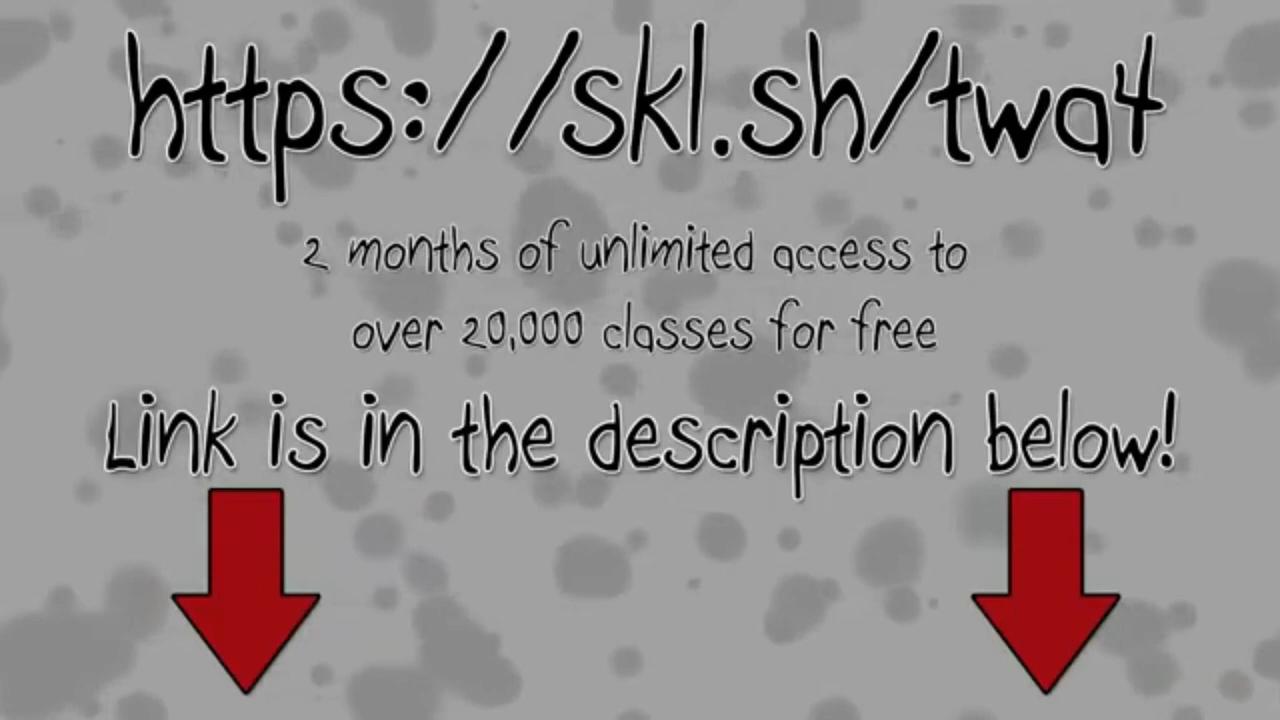 https://skl.sh/twa4
2 months of unlimited access to
over 20,000 classes for free
Link is in the description below!